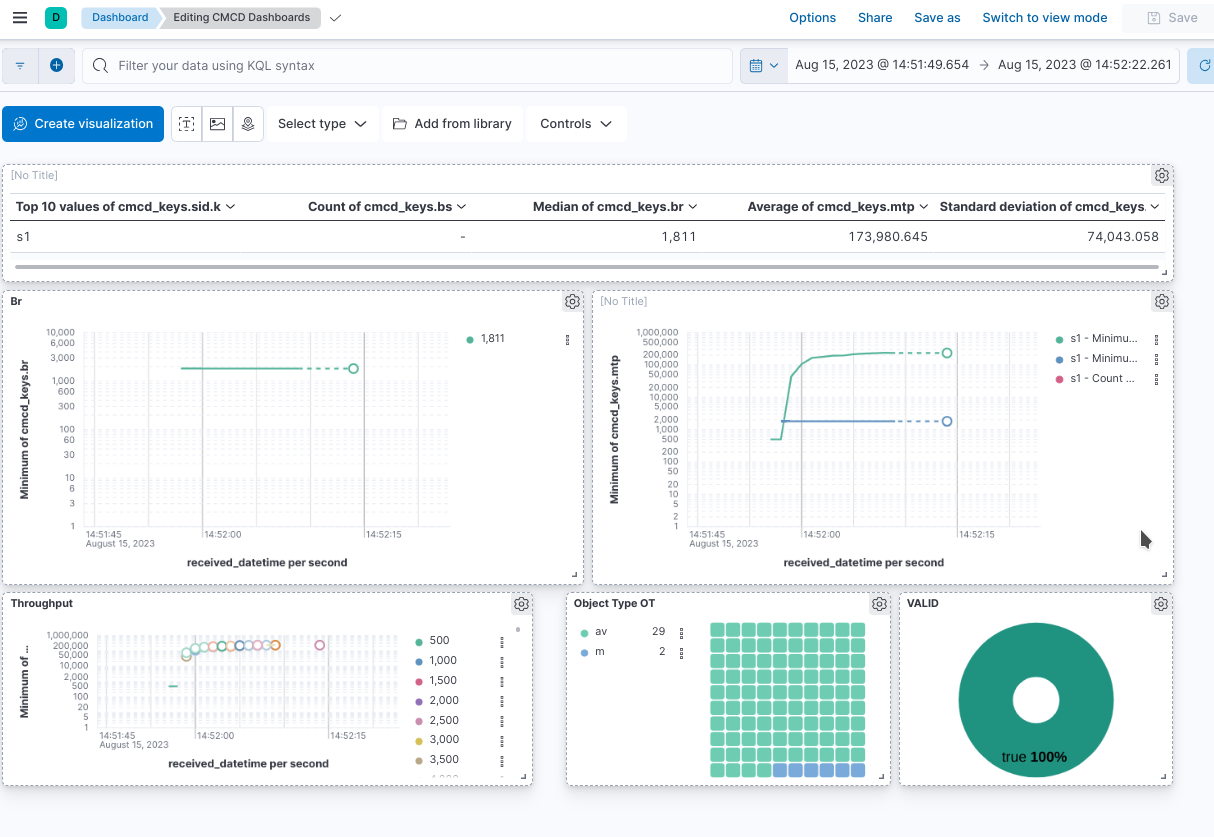 D Dashboard Editing CMCD Dashboards Options Share Save as Switch to view mode Save
Filter your data using KQL syntax Aug 15, 2023 @ 14:51:49.654 → Aug 15, 2023 @ 14:52:22.261
Create visualization Select type Add from library Controls
[No Title]
Top 10 values of cmcd_keys.sid.k Count of cmcd_keys.bs Median of cmcd_keys.br Average of cmcd_keys.mtp Standard deviation of cmcd_keys.
s1 - 1,811 173,980.645 74,043.058
Br
Minimum of cmcd_keys.br
10,000
6,000
3,000
1,000
600
300
100
60
30
10
6
3
1
14:51:45 14:52:00 14:52:15
August 15, 2023
received_datetime per second
1,811
[No Title]
Minimum of cmcd_keys.mtp
1,000,000
500,000
200,000
100,000
50,000
20,000
10,000
5,000
2,000
1,000
500
200
100
50
20
10
5
2
1
14:51:45 14:52:00 14:52:15
August 15, 2023
received_datetime per second
s1 - Minimu...
s1 - Minimu...
s1 - Count ...
Throughput
Minimum of ...
1,000,000
200,000
50,000
10,000
2,000
500
100
20
5
1
14:51:45 14:52:00 14:52:15
August 15, 2023
received_datetime per second
500
1,000
1,500
2,000
2,500
3,000
3,500
Object Type OT
av 29
m 2
VALID
true 100%